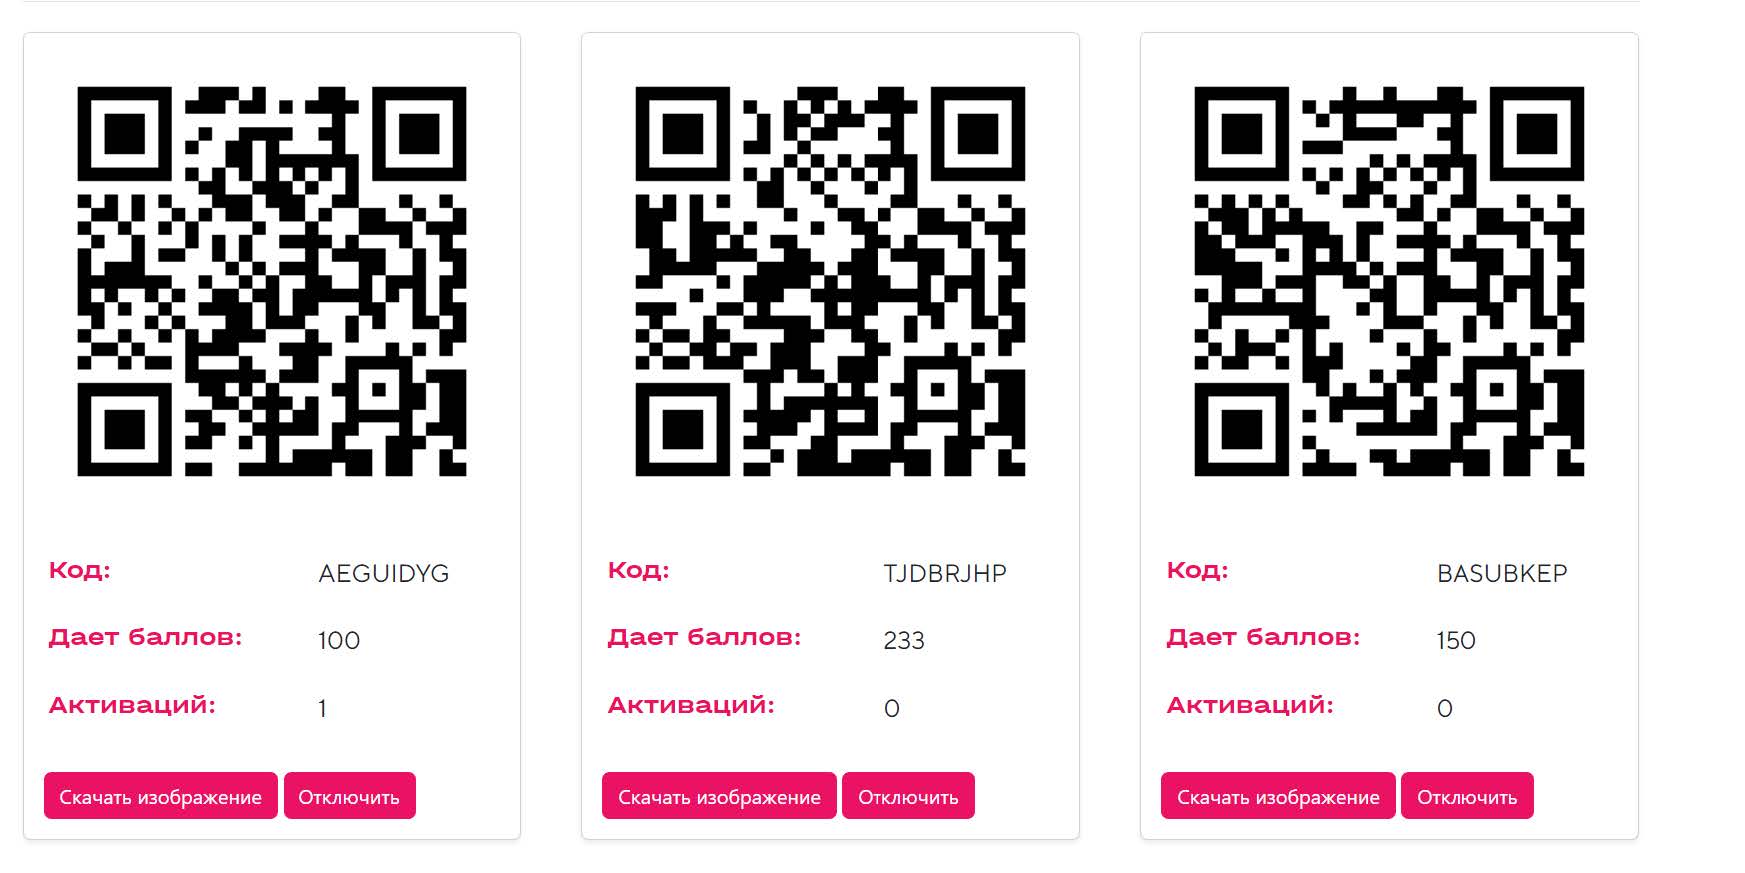 Код: AEGUIDYG
Дает баллов: 100
Активаций: 1
Скачать изображение Отключить
Код: TJDBRJHP
Дает баллов: 233
Активаций: 0
Скачать изображение Отключить
Код: BASUBKEP
Дает баллов: 150
Активаций: 0
Скачать изображение Отключить